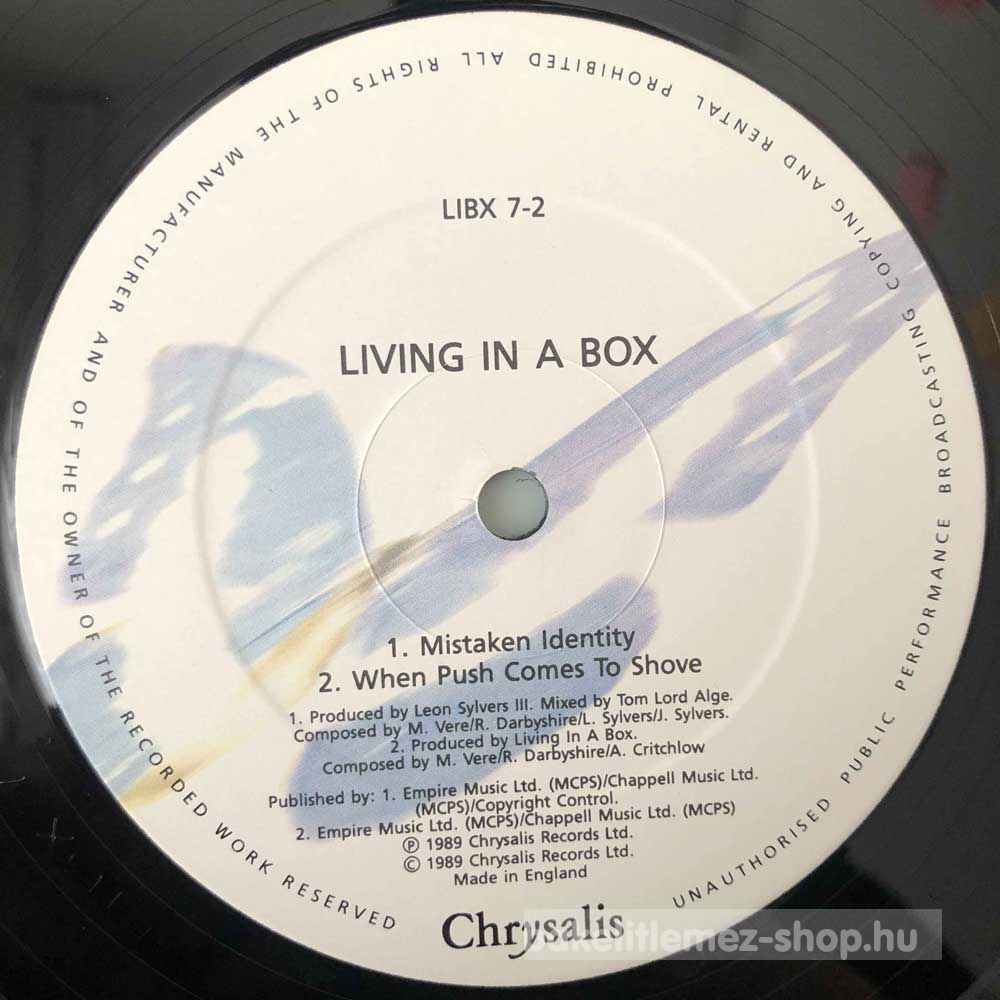 LIBX 7-2
LIVING IN A BOX
1. Mistaken Identity
2. When Push Comes To Shove
1. Produced by Leon Sylvers III. Mixed by Tom Lord Alge.
Composed by M. Vere/R. Darbyshire/L. Sylvers/J. Sylvers.
2. Produced by Living In A Box.
Composed by M. Vere/R. Darbyshire/A. Critchlow
Published by: 1. Empire Music Ltd. (MCPS)/Chappell Music Ltd.
(MCPS)/Copyright Control.
2. Empire Music Ltd. (MCPS)/Chappell Music Ltd. (MCPS)
℗ 1989 Chrysalis Records Ltd.
© 1989 Chrysalis Records Ltd.
Made in England
Chrysalis
UNAUTHORISED PUBLIC PERFORMANCE BROADCASTING COPYING AND RENTAL PROHIBITED ALL RIGHTS OF THE MANUFACTURER AND OF THE OWNER OF THE RECORDED WORK RESERVED
bakelitlemez-shop.hu